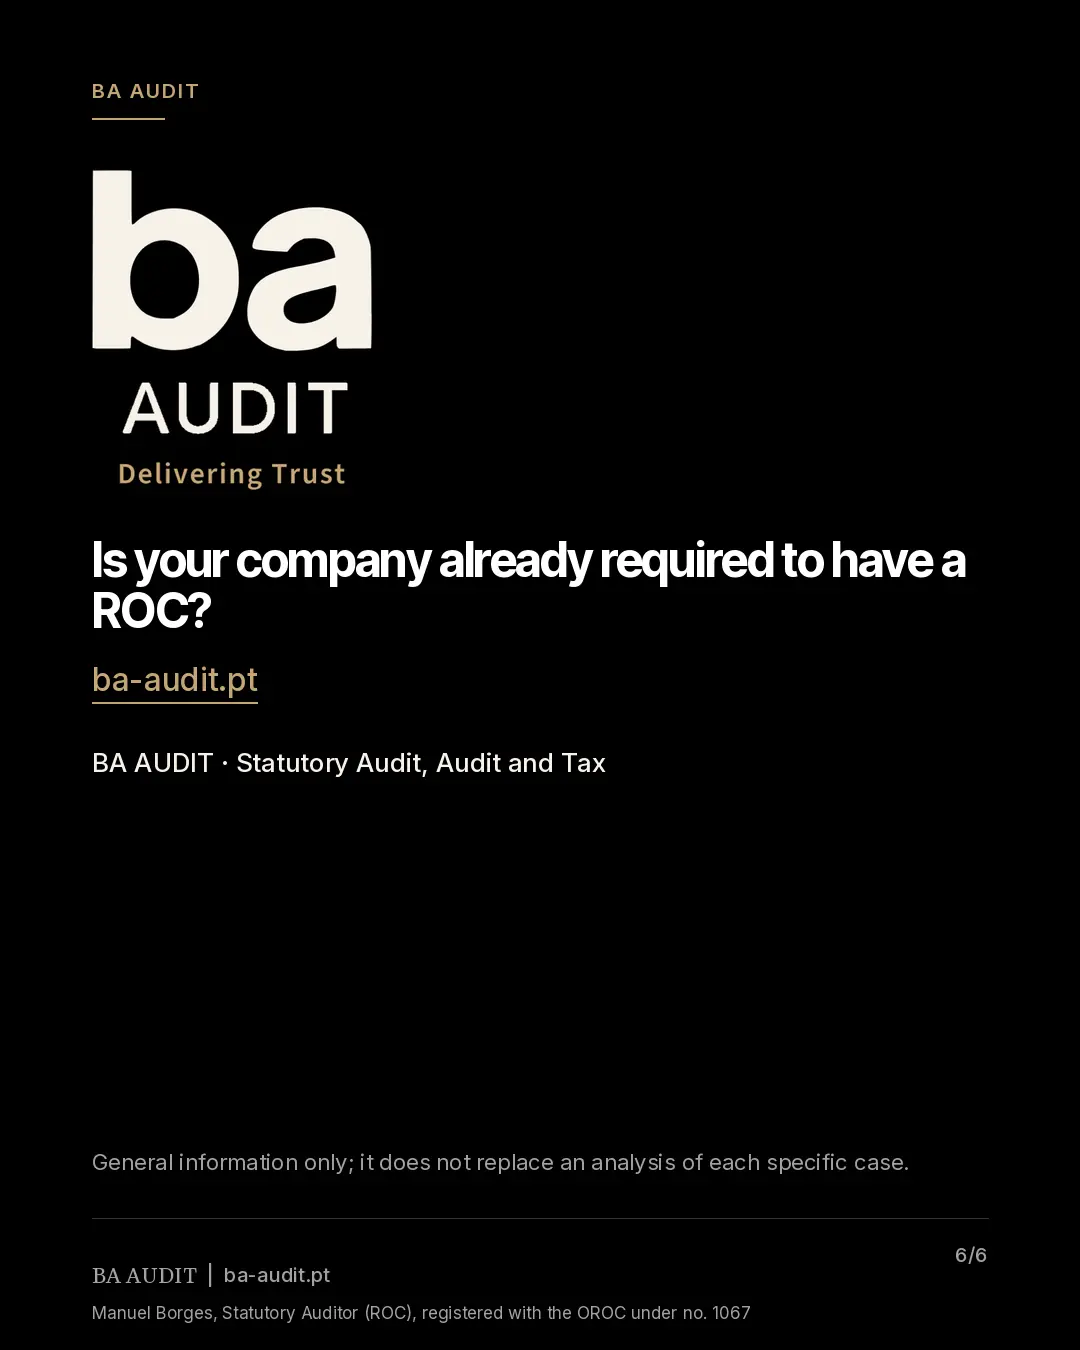 BA AUDIT
ba
AUDIT
Delivering Trust
Is your company already required to have a
ROC?
ba-audit.pt
BA AUDIT · Statutory Audit, Audit and Tax
General information only; it does not replace an analysis of each specific case.
6/6
BA AUDIT | ba-audit.pt
Manuel Borges, Statutory Auditor (ROC), registered with the OROC under no. 1067